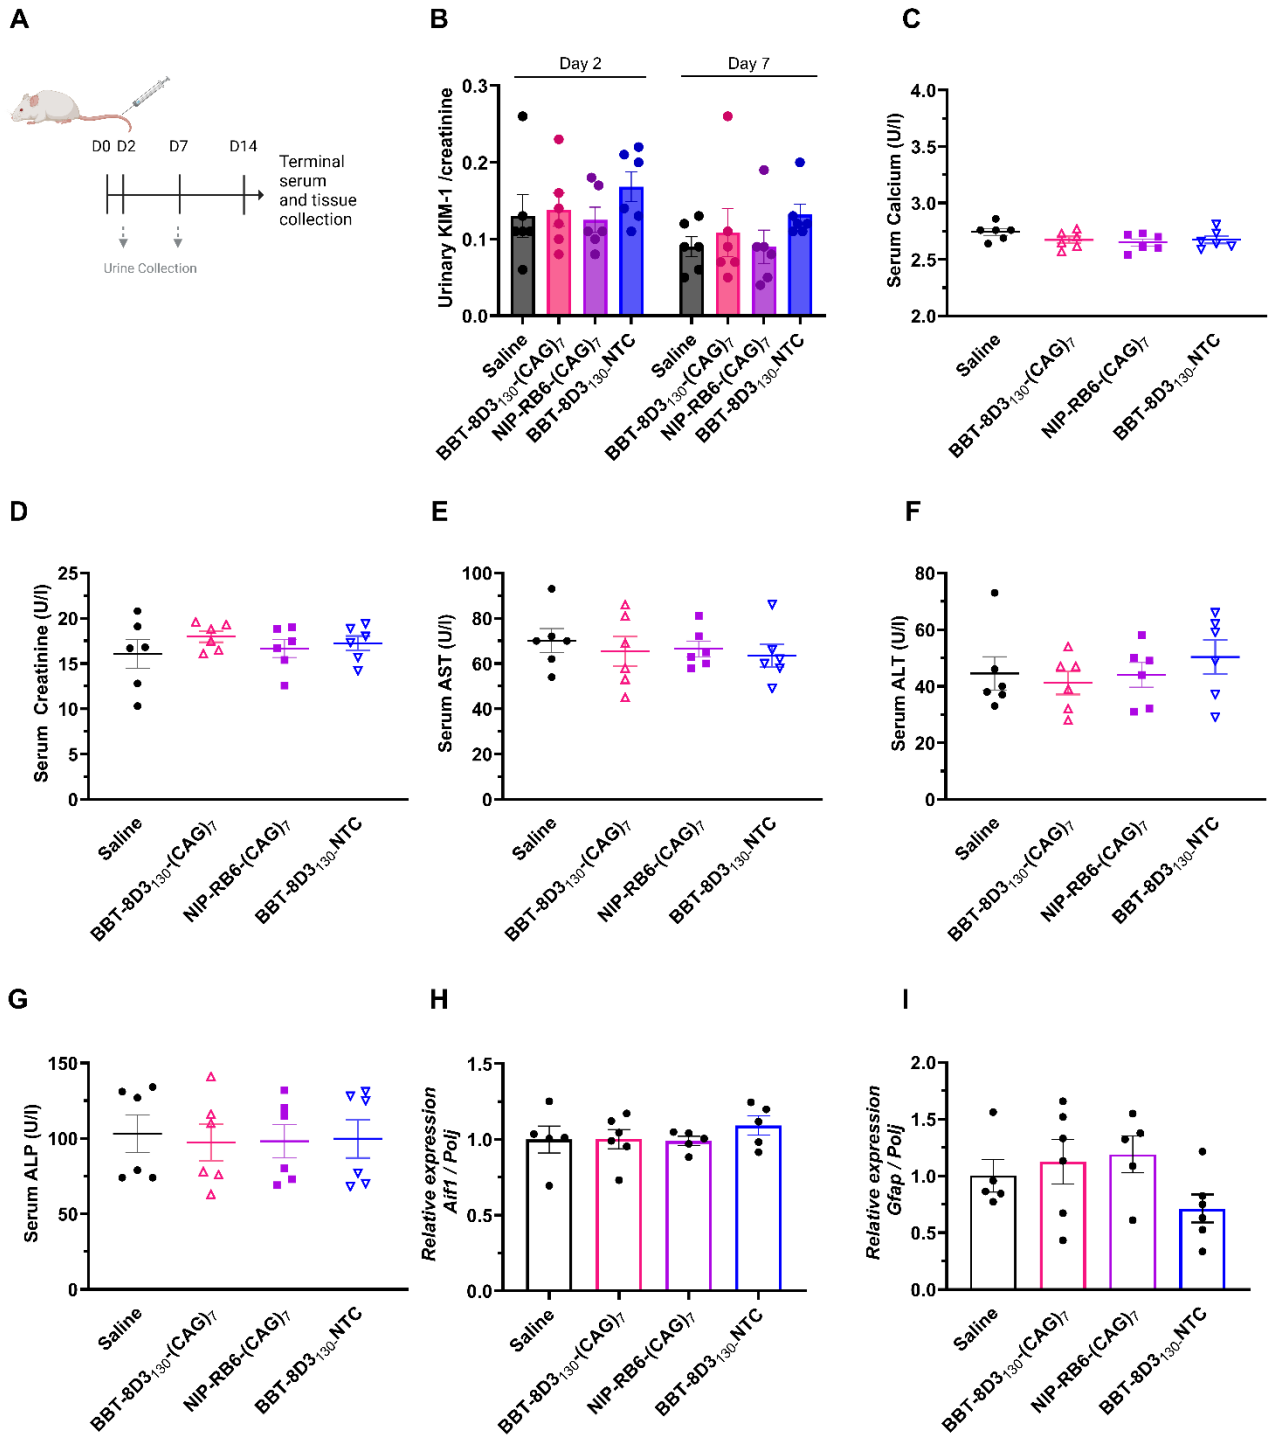 A
D0 D2 D7 D14
Terminal
serum
and tissue
collection
Urine Collection
B
Day 2 Day 7
Urinary KIM-1 /creatinine
0.3
0.2
0.1
0.0
Saline
BBT-8D3₁₃₀-(CAG)₇
NIP-RB6-(CAG)₇
BBT-8D3₁₃₀-NTC
Saline
BBT-8D3₁₃₀-(CAG)₇
NIP-RB6-(CAG)₇
BBT-8D3₁₃₀-NTC
C
Serum Calcium (U/l)
4.0
3.5
3.0
2.5
2.0
Saline
BBT-8D3₁₃₀-(CAG)₇
NIP-RB6-(CAG)₇
BBT-8D3₁₃₀-NTC
D
Serum Creatinine (U/l)
25
20
15
10
5
0
Saline
BBT-8D3₁₃₀-(CAG)₇
NIP-RB6-(CAG)₇
BBT-8D3₁₃₀-NTC
E
Serum AST (U/l)
100
80
60
40
20
0
Saline
BBT-8D3₁₃₀-(CAG)₇
NIP-RB6-(CAG)₇
BBT-8D3₁₃₀-NTC
F
Serum ALT (U/l)
80
60
40
20
0
Saline
BBT-8D3₁₃₀-(CAG)₇
NIP-RB6-(CAG)₇
BBT-8D3₁₃₀-NTC
G
Serum ALP (U/l)
150
100
50
0
Saline
BBT-8D3₁₃₀-(CAG)₇
NIP-RB6-(CAG)₇
BBT-8D3₁₃₀-NTC
H
Relative expression
Aif1 / Polj
1.5
1.0
0.5
0.0
Saline
BBT-8D3₁₃₀-(CAG)₇
NIP-RB6-(CAG)₇
BBT-8D3₁₃₀-NTC
I
Relative expression
Gfap / Polj
2.0
1.5
1.0
0.5
0.0
Saline
BBT-8D3₁₃₀-(CAG)₇
NIP-RB6-(CAG)₇
BBT-8D3₁₃₀-NTC